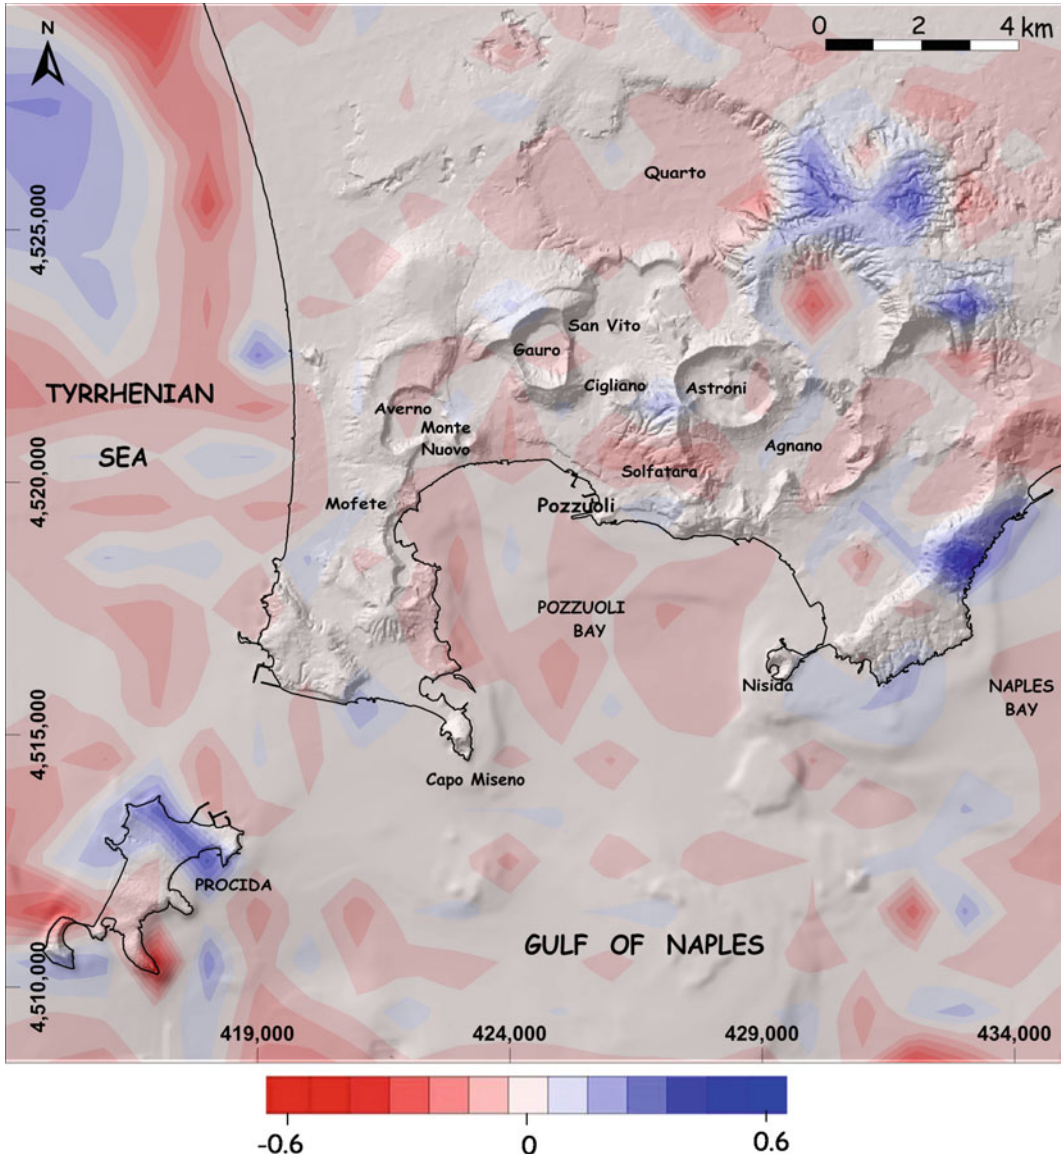 N
0 2 4 km
Quarto
4,525,000
San Vito
Gauro
TYRRHENIAN
SEA
Cigliano
Astroni
Averno
Monte
Nuovo
Agnano
4,520,000
Solfatara
Mofete
Pozzuoli
POZZUOLI
BAY
Nisida
NAPLES
BAY
4,515,000
Capo Miseno
PROCIDA
GULF OF NAPLES
4,510,000
419,000 424,000 429,000 434,000
-0.6 0 0.6